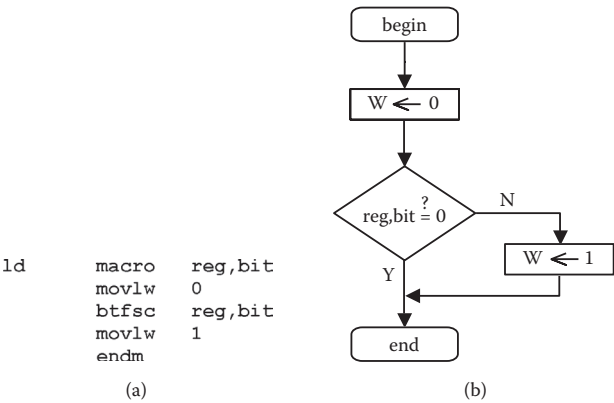 ld macro reg,bit
movlw 0
btfsc reg,bit
movlw 1
endm
(a)
begin
W ← 0
?
reg,bit = 0
N
W ← 1
Y
end
(b)